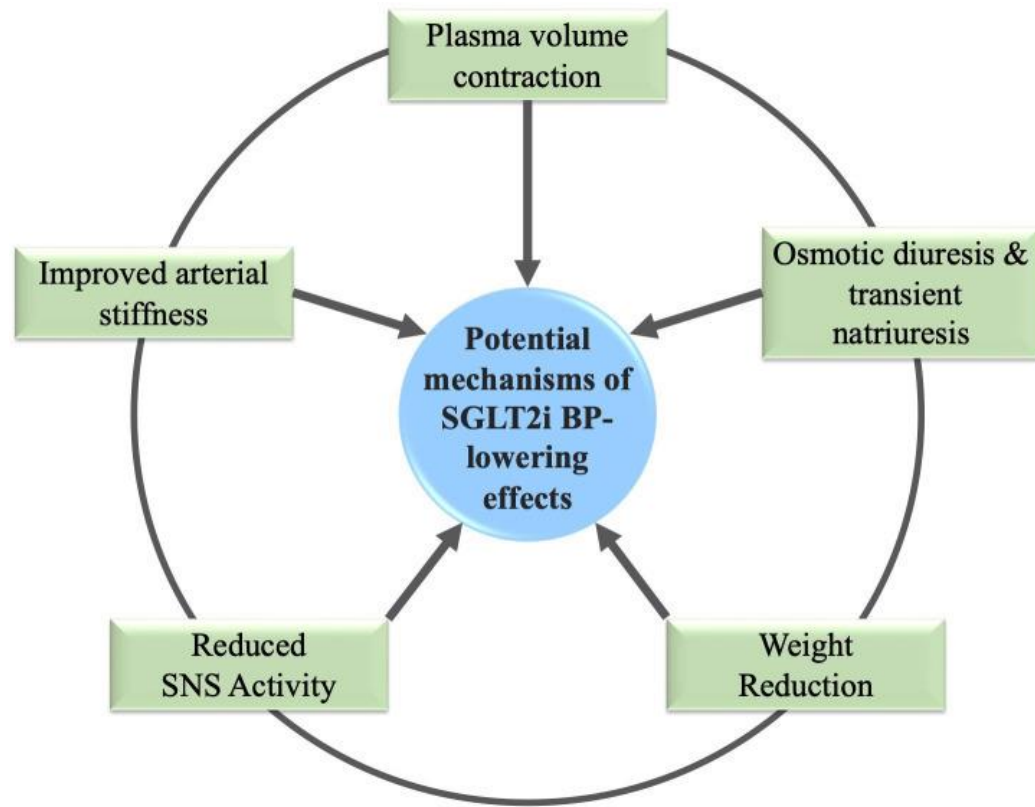 Plasma volume
contraction
Improved arterial
stiffness
Osmotic diuresis &
transient
natriuresis
Potential
mechanisms of
SGLT2i BP-
lowering
effects
Reduced
SNS Activity
Weight
Reduction